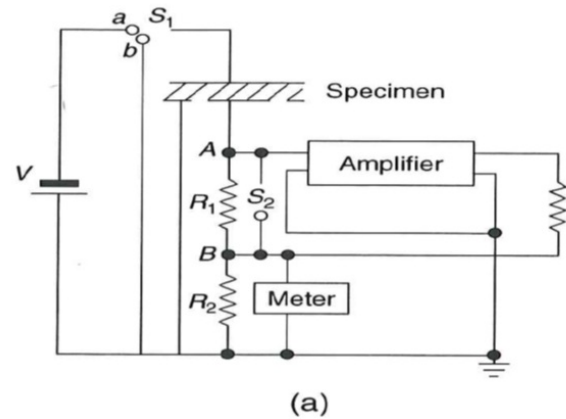 a S₁
b
Specimen
A
Amplifier
V
R₁ S₂
B
R₂ Meter
(a)